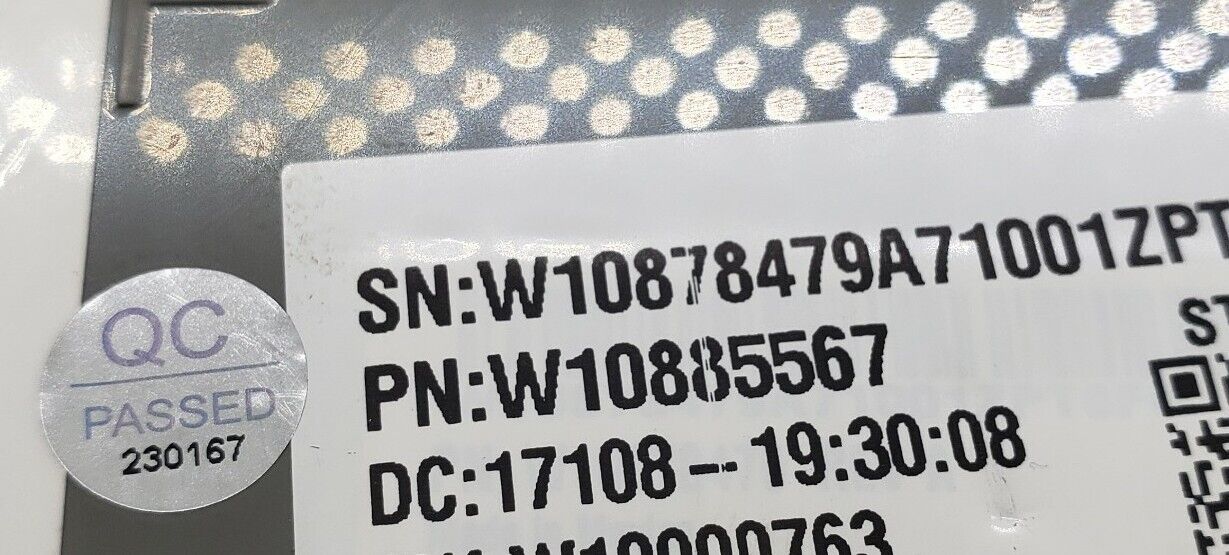 SN:W10878479A71001ZPT
PN:W10885567
DC:17108--19:30:08
QC
PASSED
230167